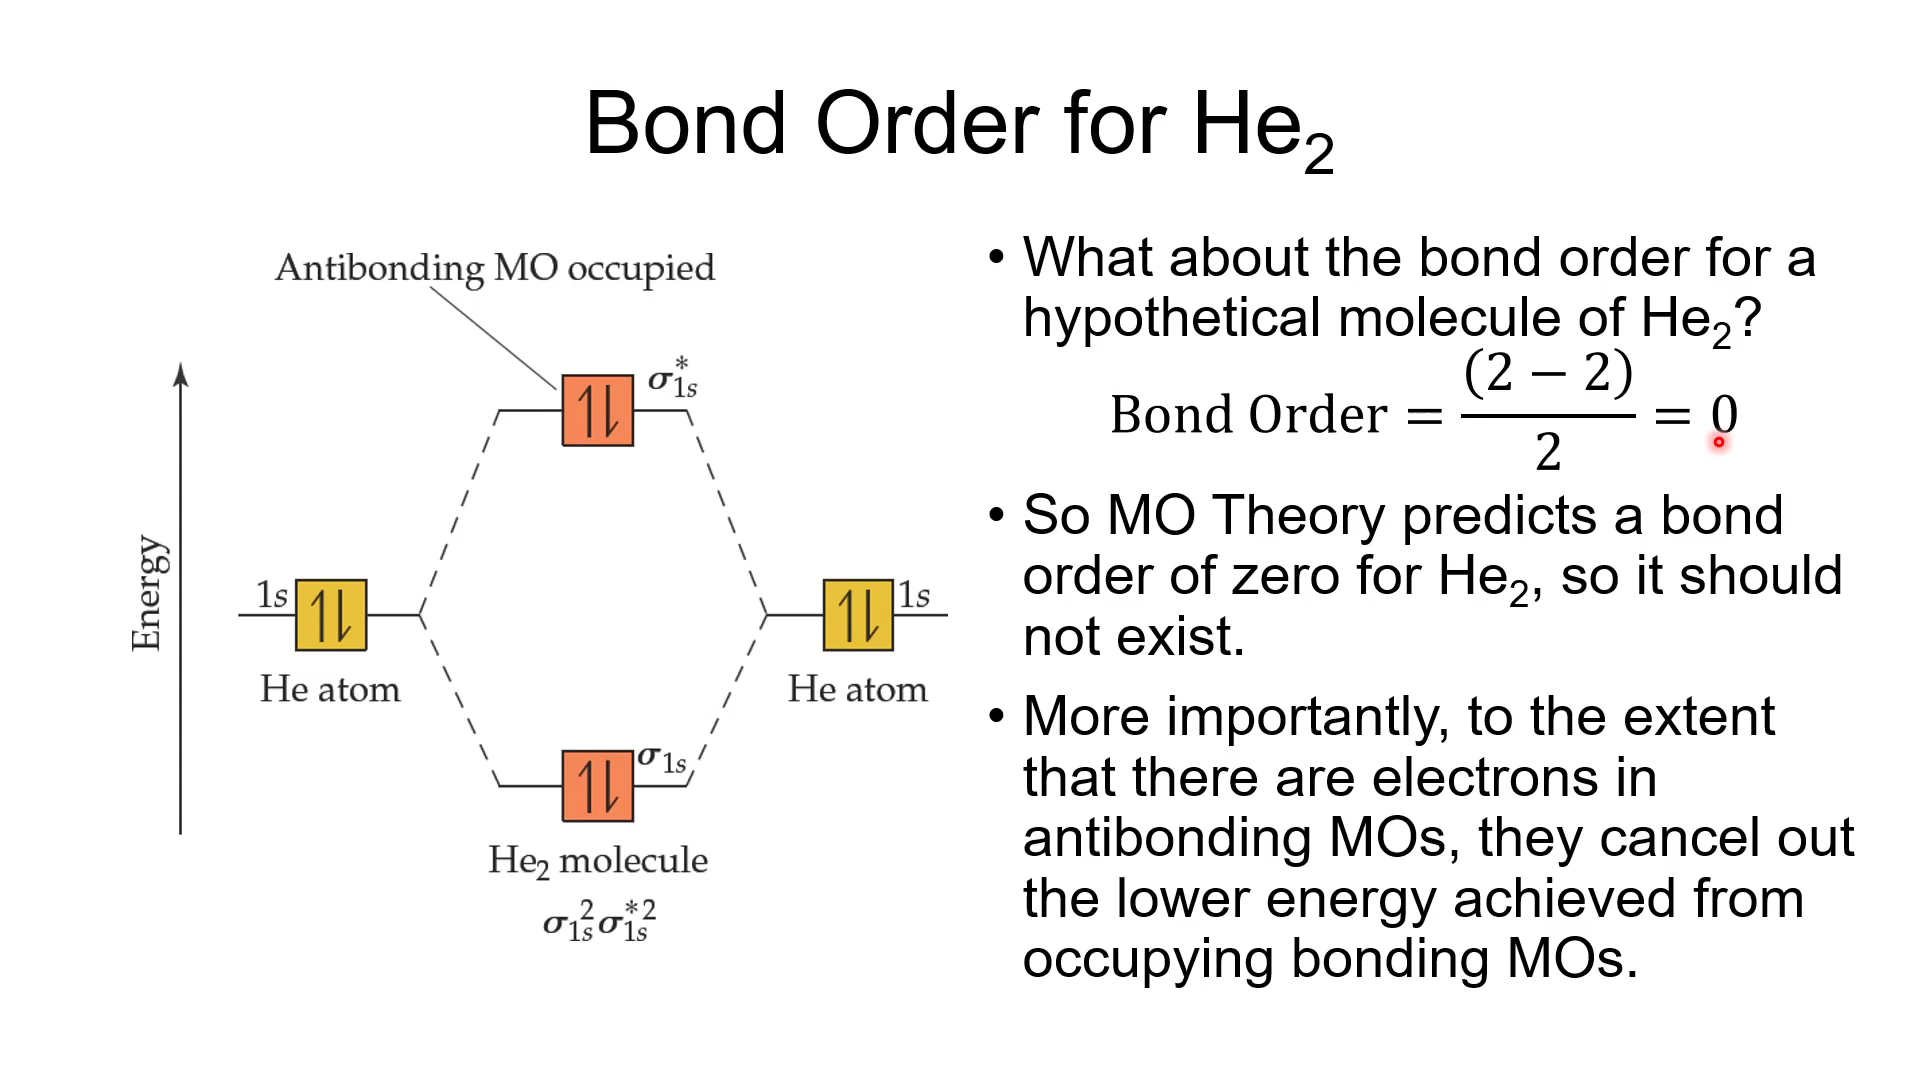 Bond Order for He₂
Antibonding MO occupied
σ*₁s
Energy
1s
He atom
1s
He atom
σ₁s
He₂ molecule
σ₁s²σ*₁s²
• What about the bond order for a
hypothetical molecule of He₂?
Bond Order = (2 − 2)/2 = 0
• So MO Theory predicts a bond
order of zero for He₂, so it should
not exist.
• More importantly, to the extent
that there are electrons in
antibonding MOs, they cancel out
the lower energy achieved from
occupying bonding MOs.